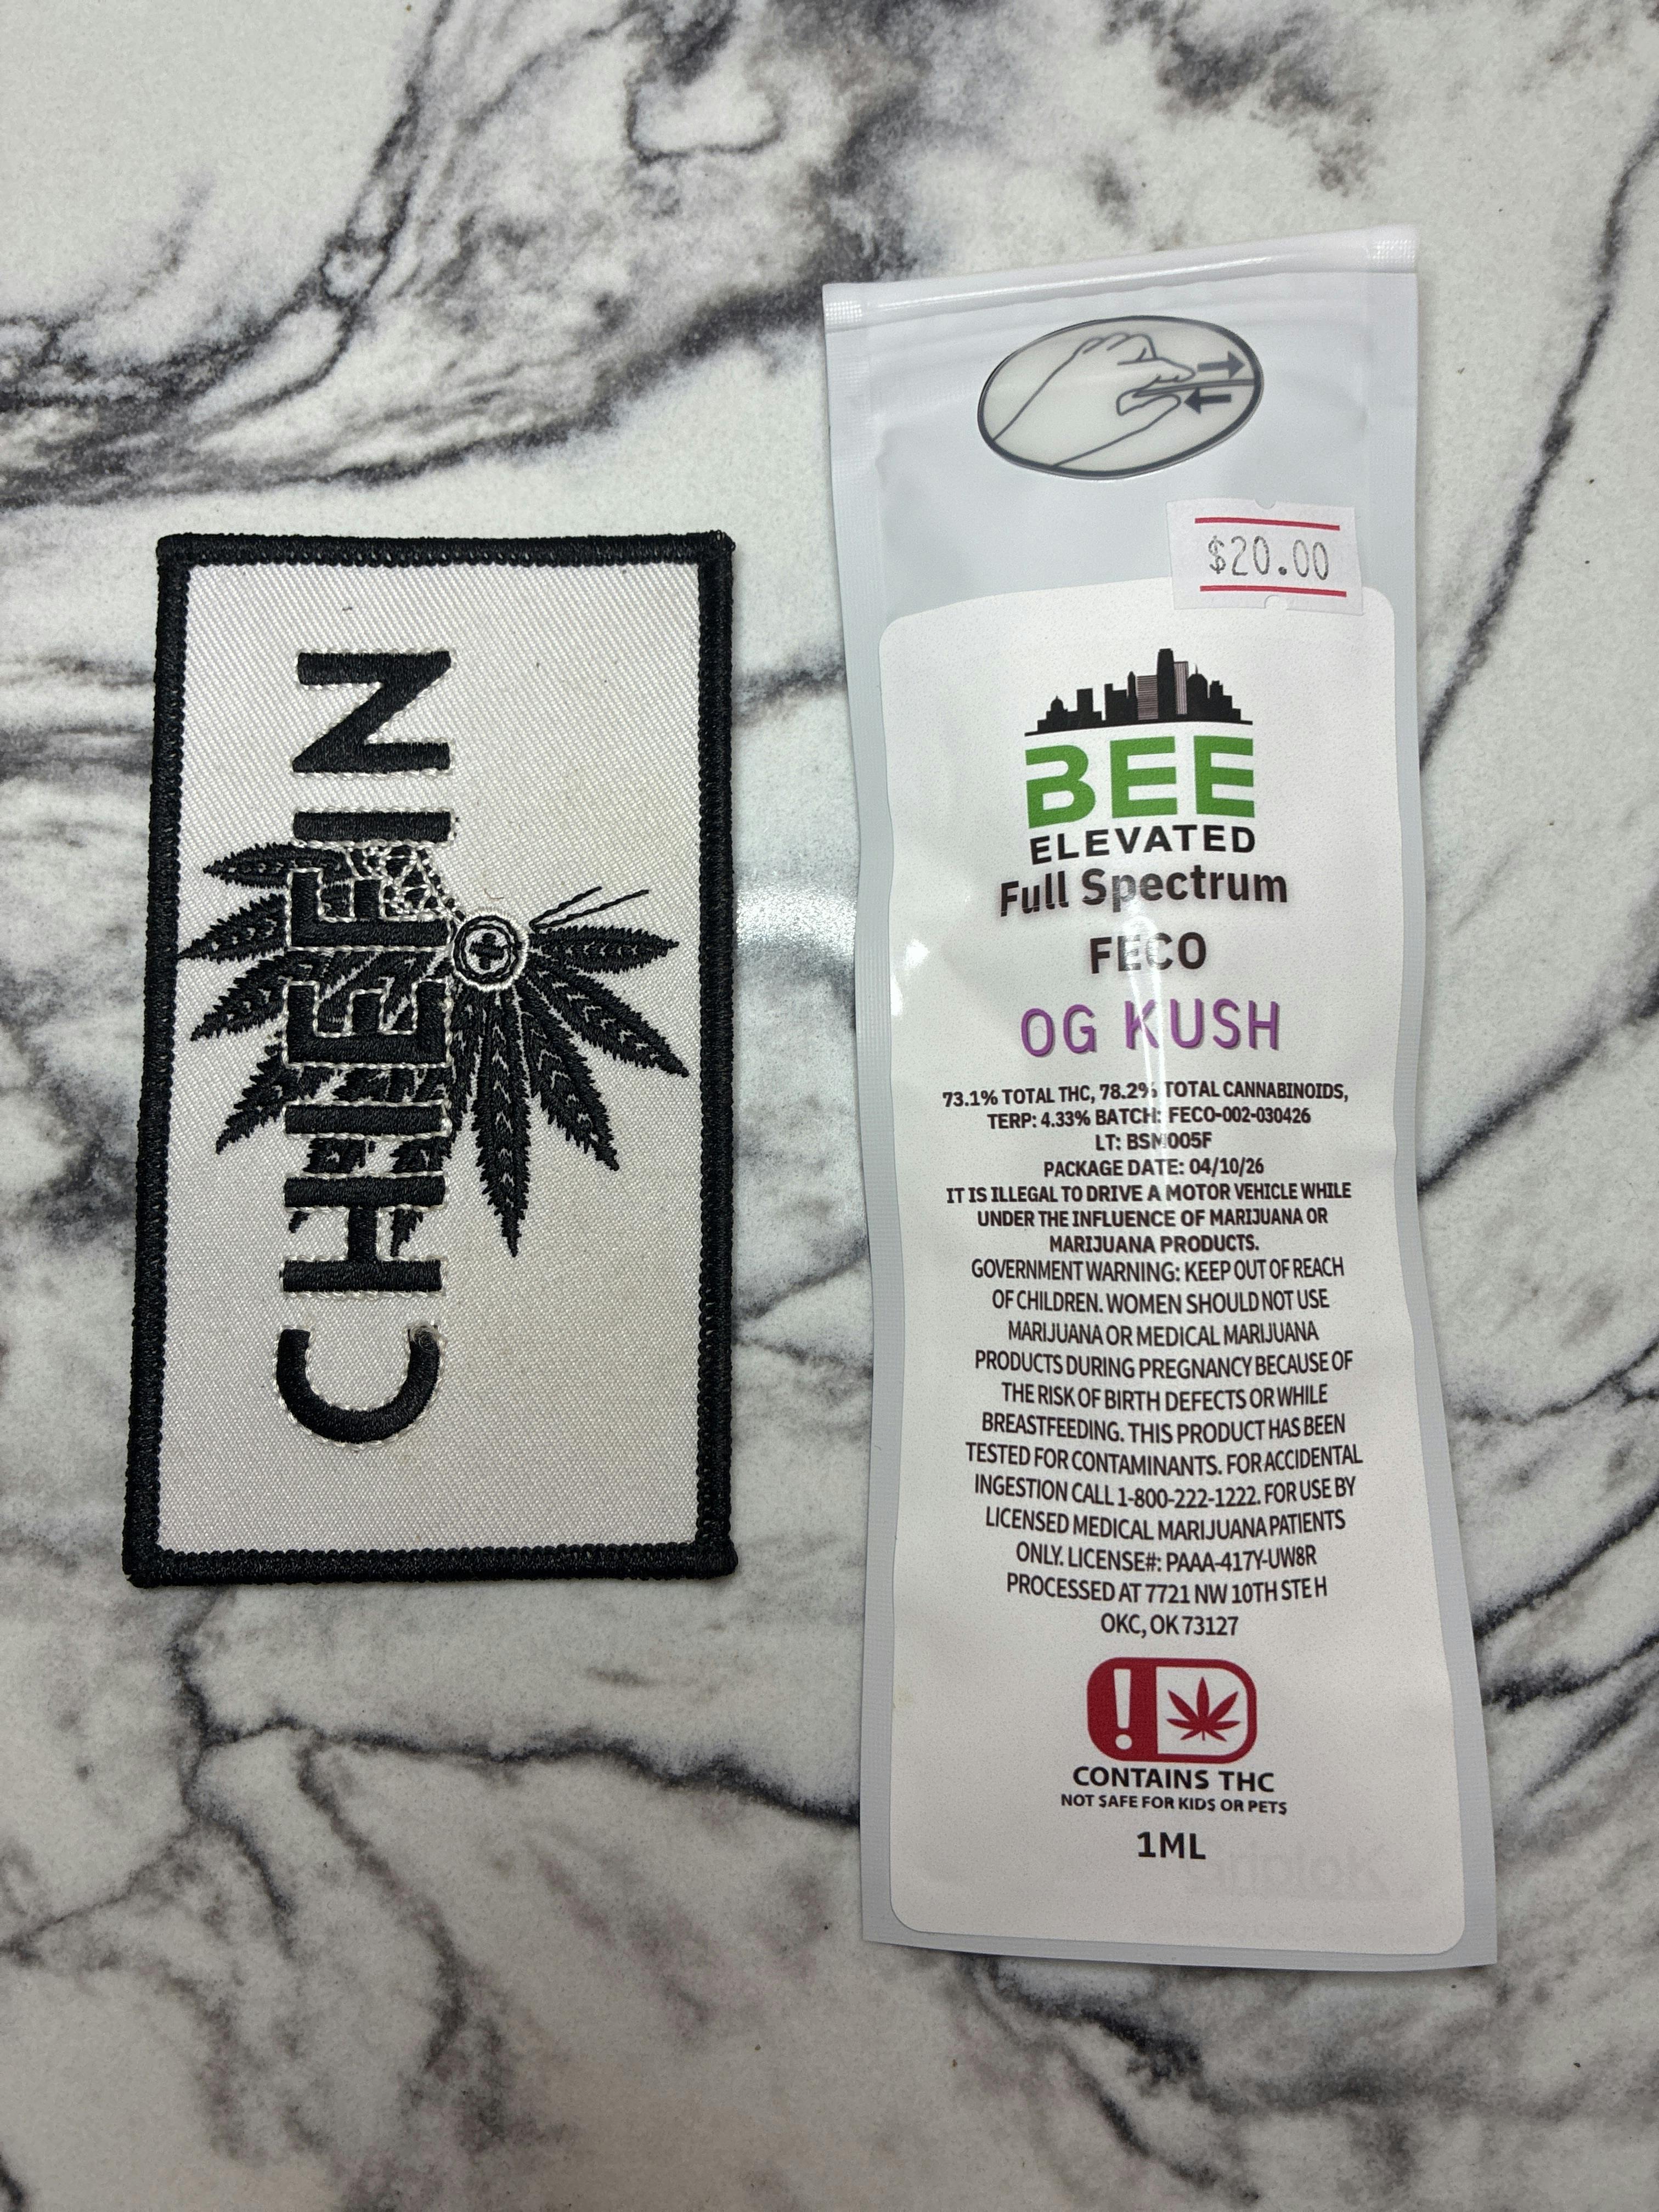 CHIEFIN
$20.00
BEE
ELEVATED
Full Spectrum
FECO
OG KUSH
73.1% TOTAL THC, 78.2% TOTAL CANNABINOIDS,
TERP: 4.33% BATCH: FECO-002-030426
LT: BSM005F
PACKAGE DATE: 04/10/26
IT IS ILLEGAL TO DRIVE A MOTOR VEHICLE WHILE
UNDER THE INFLUENCE OF MARIJUANA OR
MARIJUANA PRODUCTS.
GOVERNMENT WARNING: KEEP OUT OF REACH
OF CHILDREN. WOMEN SHOULD NOT USE
MARIJUANA OR MEDICAL MARIJUANA
PRODUCTS DURING PREGNANCY BECAUSE OF
THE RISK OF BIRTH DEFECTS OR WHILE
BREASTFEEDING. THIS PRODUCT HAS BEEN
TESTED FOR CONTAMINANTS. FOR ACCIDENTAL
INGESTION CALL 1-800-222-1222. FOR USE BY
LICENSED MEDICAL MARIJUANA PATIENTS
ONLY. LICENSE#: PAAA-417Y-UW8R
PROCESSED AT 7721 NW 10TH STE H
OKC, OK 73127
CONTAINS THC
NOT SAFE FOR KIDS OR PETS
1ML